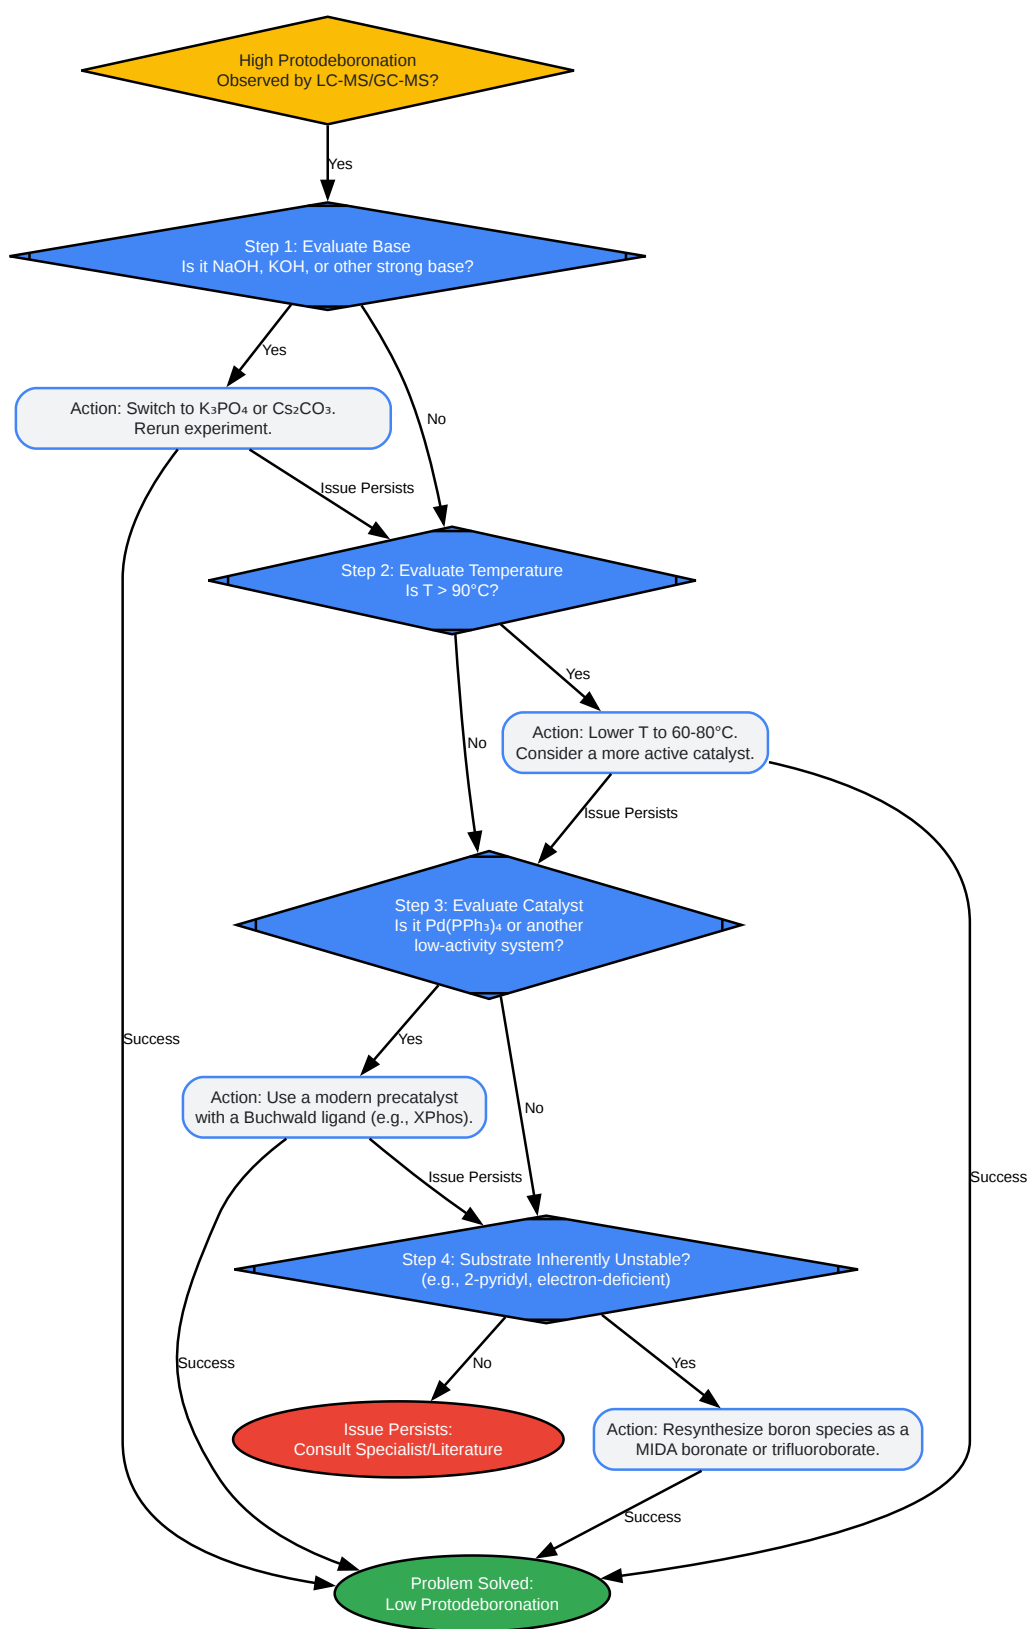 High Protodeboronation
Observed by LC-MS/GC-MS?
Yes
Step 1: Evaluate Base
Is it NaOH, KOH, or other strong base?
Yes
No
Action: Switch to K₃PO₄ or Cs₂CO₃.
Rerun experiment.
Issue Persists
Step 2: Evaluate Temperature
Is T > 90°C?
Yes
No
Action: Lower T to 60-80°C.
Consider a more active catalyst.
Issue Persists
Step 3: Evaluate Catalyst
Is it Pd(PPh₃)₄ or another
low-activity system?
Success
Yes
Action: Use a modern precatalyst
with a Buchwald ligand (e.g., XPhos).
No
Issue Persists
Success
Step 4: Substrate Inherently Unstable?
(e.g., 2-pyridyl, electron-deficient)
Success
No
Yes
Issue Persists:
Consult Specialist/Literature
Action: Resynthesize boron species as a
MIDA boronate or trifluoroborate.
Success
Problem Solved:
Low Protodeboronation